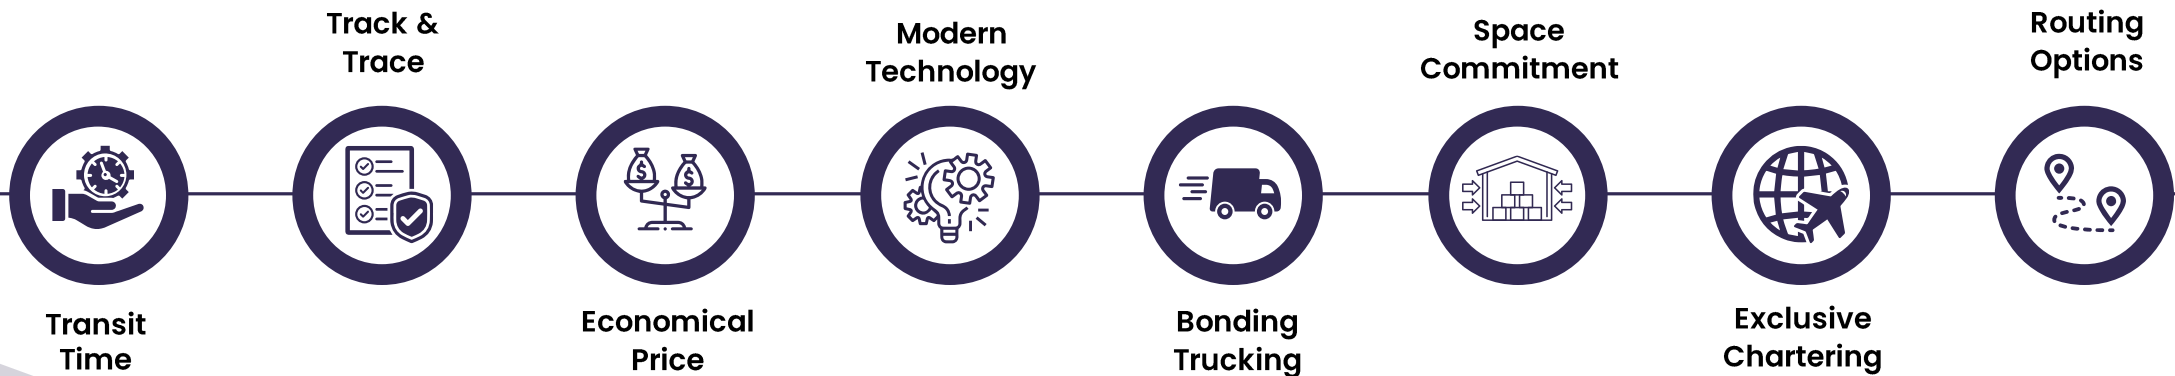 Transit
Time
Track &
Trace
Economical
Price
Modern
Technology
Bonding
Trucking
Space
Commitment
Exclusive
Chartering
Routing
Options